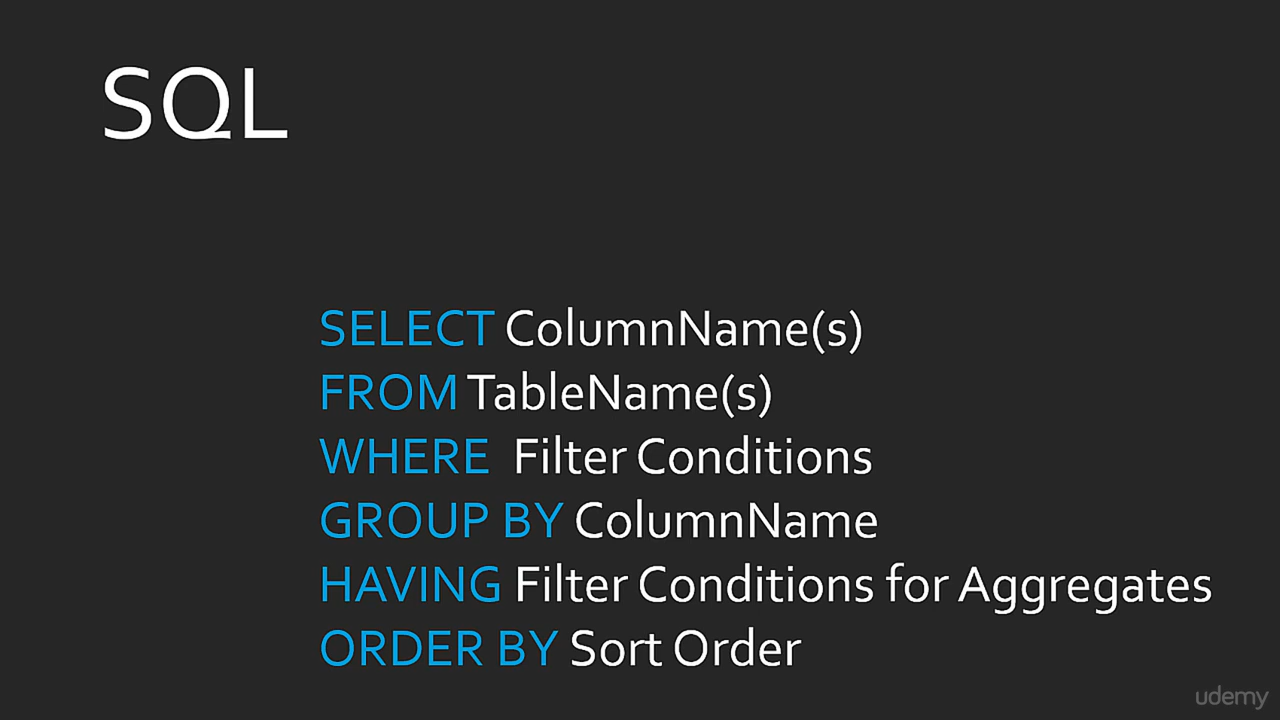 SQL
SELECT ColumnName(s)
FROM TableName(s)
WHERE Filter Conditions
GROUP BY ColumnName
HAVING Filter Conditions for Aggregates
ORDER BY Sort Order
udemy